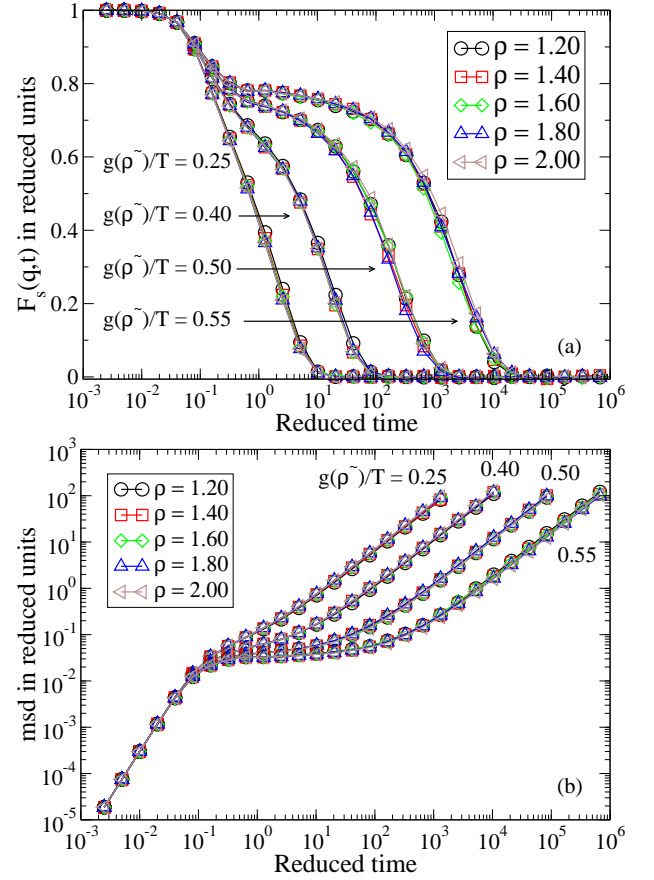 1
0.8
0.6
0.4
0.2
0
F_s(q,t) in reduced units
ρ = 1.20
ρ = 1.40
ρ = 1.60
ρ = 1.80
ρ = 2.00
g(ρ~)/T = 0.25
g(ρ~)/T = 0.40
g(ρ~)/T = 0.50
g(ρ~)/T = 0.55
(a)
10^-3 10^-2 10^-1 10^0 10^1 10^2 10^3 10^4 10^5 10^6
Reduced time
10^3
10^2
10^1
10^0
10^-1
10^-2
10^-3
10^-4
10^-5
msd in reduced units
ρ = 1.20
ρ = 1.40
ρ = 1.60
ρ = 1.80
ρ = 2.00
g(ρ~)/T = 0.25 0.40 0.50
0.55
(b)
10^-3 10^-2 10^-1 10^0 10^1 10^2 10^3 10^4 10^5 10^6
Reduced time